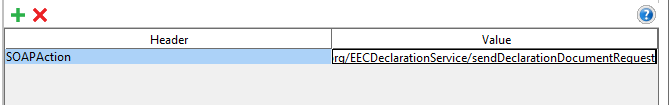 Header Value
SOAPAction rg/EECDeclarationService/sendDeclarationDocumentRequest